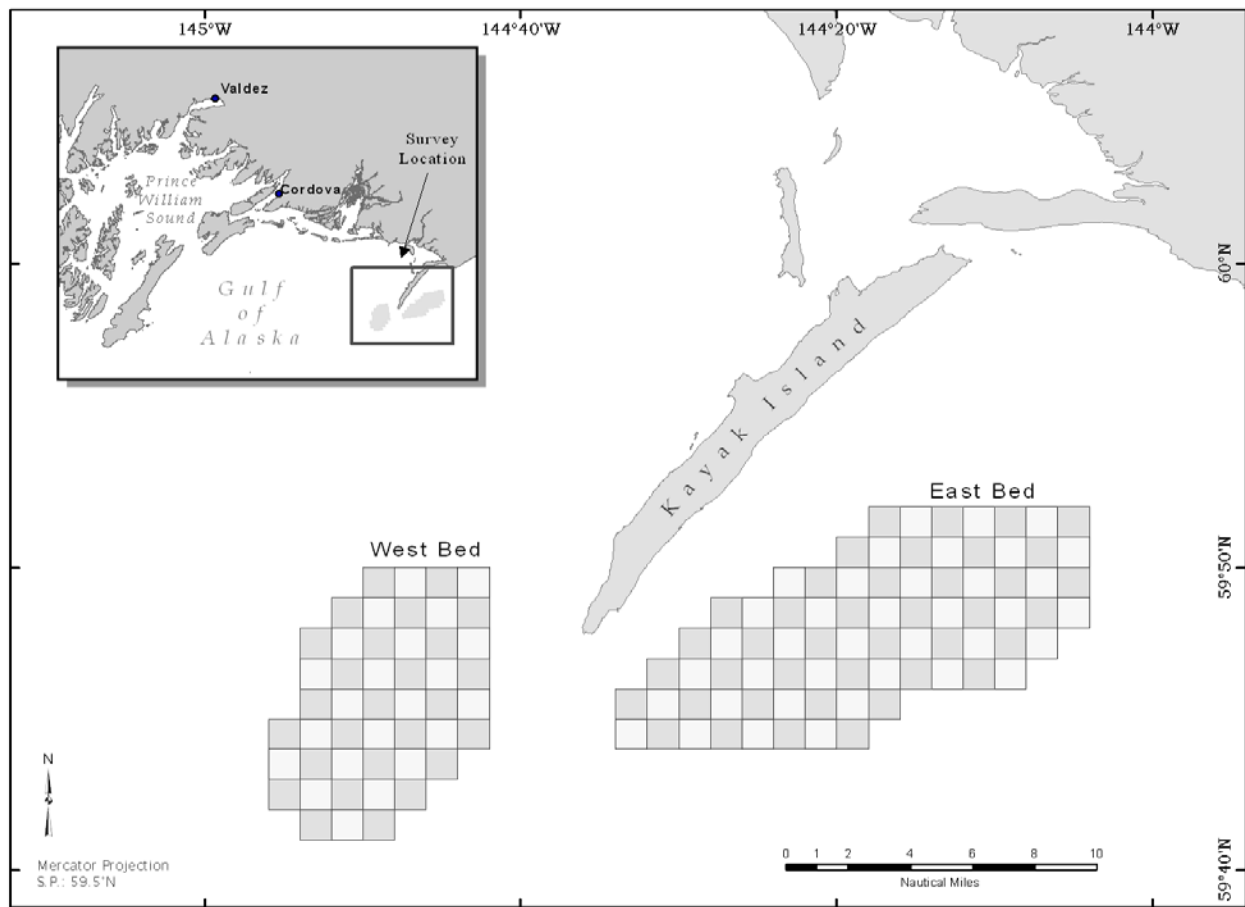 145°W
144°40'W
144°20'W
144°W
Valdez
Survey
Location
Cordova
Prince
William
Sound
Gulf
of
Alaska
60°N
Kayak Island
East Bed
West Bed
59°50'N
N
0 1 2 4 6 8 10
Nautical Miles
Mercator Projection
S.P.: 59.5°N
59°40'N